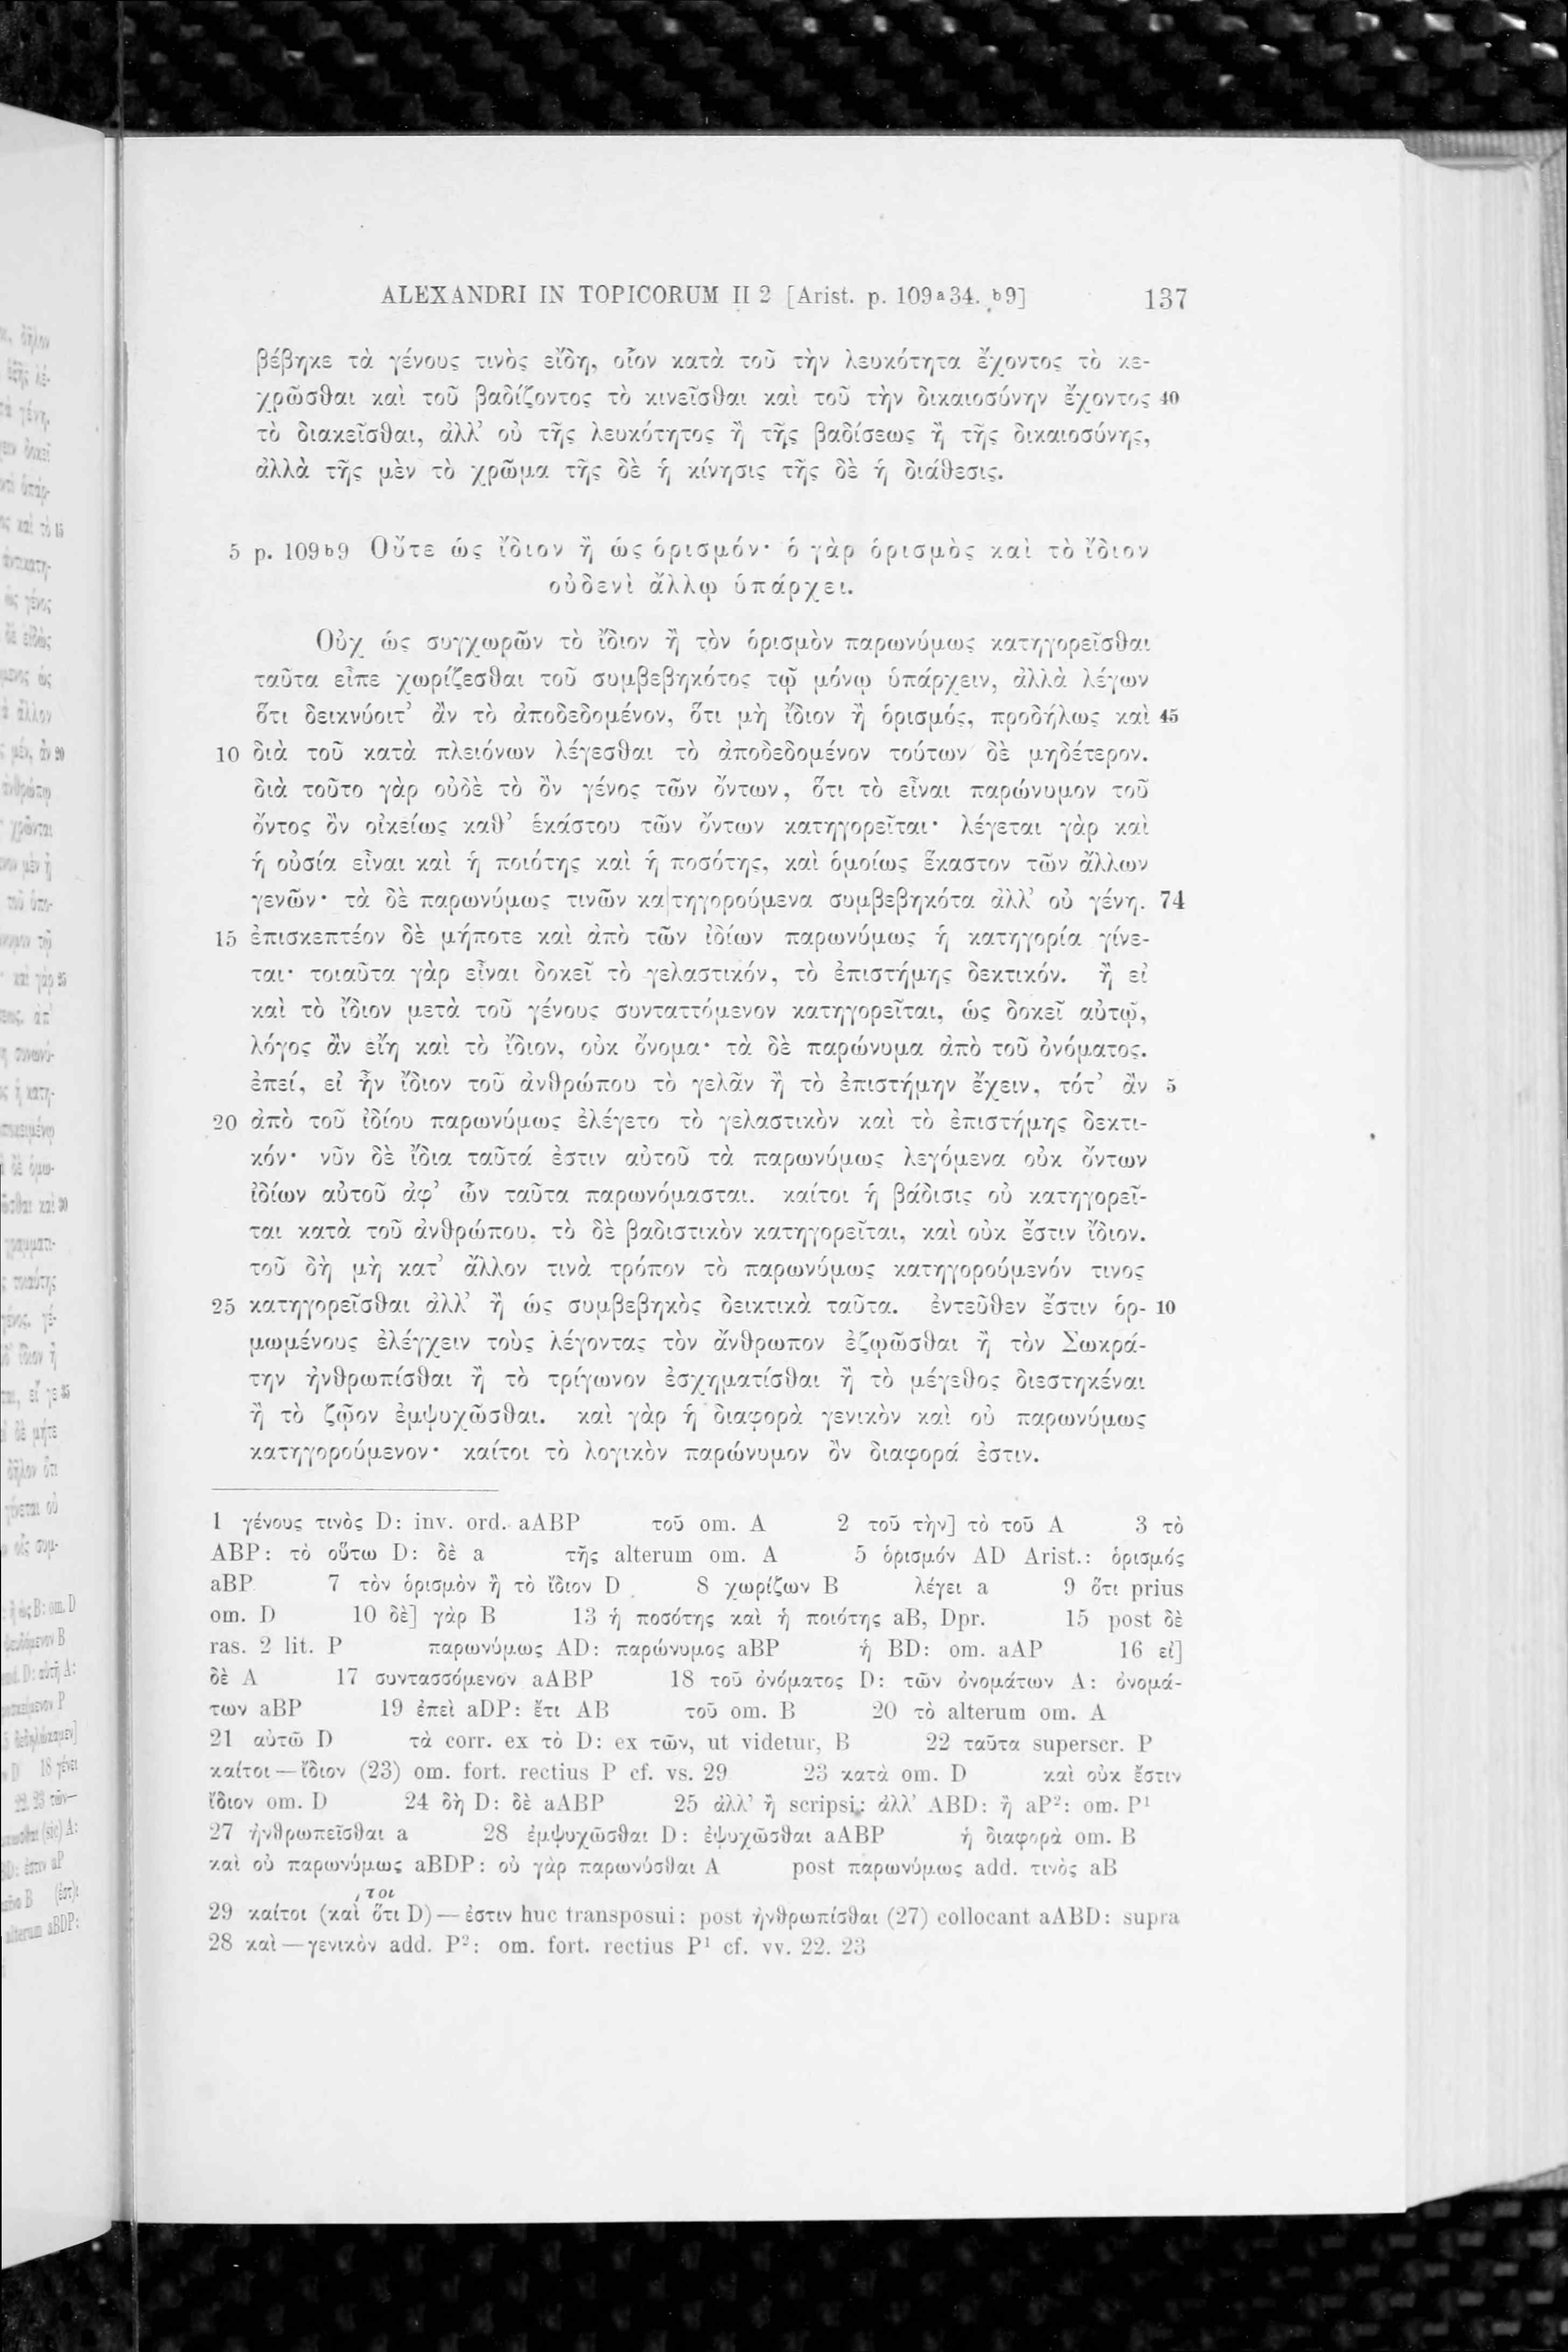 ALEXANDRI IN TOPICORUM II 2 [Arist. p. 109ᵃ34. ᵇ9] 137
βέβηκε τὰ γένους τινὸς εἴδη, οἷον κατὰ τοῦ τὴν λευκότητα ἔχοντος τὸ κε-
χρῶσθαι καὶ τοῦ βαδίζοντος τὸ κινεῖσθαι καὶ τοῦ τὴν δικαιοσύνην ἔχοντος 40
τὸ διακεῖσθαι, ἀλλ’ οὐ τῆς λευκότητος ἢ τῆς βαδίσεως ἢ τῆς δικαιοσύνης,
ἀλλὰ τῆς μὲν τὸ χρῶμα τῆς δὲ ἡ κίνησις τῆς δὲ ἡ διάθεσις.
5 p. 109ᵇ9 Οὔτε ὡς ἴδιον ἢ ὡς ὁρισμόν· ὁ γὰρ ὁρισμὸς καὶ τὸ ἴδιον
οὐδενὶ ἄλλῳ ὑπάρχει.
Οὐχ ὡς συγχωρῶν τὸ ἴδιον ἢ τὸν ὁρισμὸν παρωνύμως κατηγορεῖσθαι
ταῦτα εἶπε χωρίζεσθαι τοῦ συμβεβηκότος τῷ μόνῳ ὑπάρχειν, ἀλλὰ λέγων
ὅτι δεικνύοιτ’ ἂν τὸ ἀποδεδομένον, ὅτι μὴ ἴδιον ἢ ὁρισμός, προδήλως καὶ 45
10 διὰ τοῦ κατὰ πλειόνων λέγεσθαι τὸ ἀποδεδομένον τούτων δὲ μηδέτερον.
διὰ τοῦτο γὰρ οὐδὲ τὸ ὂν γένος τῶν ὄντων, ὅτι τὸ εἶναι παρώνυμον τοῦ
ὄντος ὂν οἰκείως καθ’ ἑκάστου τῶν ὄντων κατηγορεῖται· λέγεται γὰρ καὶ
ἡ οὐσία εἶναι καὶ ἡ ποιότης καὶ ἡ ποσότης, καὶ ὁμοίως ἕκαστον τῶν ἄλλων
γενῶν· τὰ δὲ παρωνύμως τινῶν κα|τηγορούμενα συμβεβηκότα ἀλλ’ οὐ γένη. 74
15 ἐπισκεπτέον δὲ μήποτε καὶ ἀπὸ τῶν ἰδίων παρωνύμως ἡ κατηγορία γίνε-
ται· τοιαῦτα γὰρ εἶναι δοκεῖ τὸ γελαστικόν, τὸ ἐπιστήμης δεκτικόν. ἢ εἰ
καὶ τὸ ἴδιον μετὰ τοῦ γένους συνταττόμενον κατηγορεῖται, ὡς δοκεῖ αὐτῷ,
λόγος ἂν εἴη καὶ τὸ ἴδιον, οὐκ ὄνομα· τὰ δὲ παρώνυμα ἀπὸ τοῦ ὀνόματος.
ἐπεί, εἰ ἦν ἴδιον τοῦ ἀνθρώπου τὸ γελᾶν ἢ τὸ ἐπιστήμην ἔχειν, τότ’ ἂν 5
20 ἀπὸ τοῦ ἰδίου παρωνύμως ἐλέγετο τὸ γελαστικὸν καὶ τὸ ἐπιστήμης δεκτι-
κόν· νῦν δὲ ἴδια ταῦτά ἐστιν αὐτοῦ τὰ παρωνύμως λεγόμενα οὐκ ὄντων
ἰδίων αὐτοῦ ἀφ’ ὧν ταῦτα παρωνόμασται. καίτοι ἡ βάδισις οὐ κατηγορεῖ-
ται κατὰ τοῦ ἀνθρώπου, τὸ δὲ βαδιστικὸν κατηγορεῖται, καὶ οὐκ ἔστιν ἴδιον.
τοῦ δὴ μὴ κατ’ ἄλλον τινὰ τρόπον τὸ παρωνύμως κατηγορούμενόν τινος
25 κατηγορεῖσθαι ἀλλ’ ἢ ὡς συμβεβηκὸς δεικτικὰ ταῦτα. ἐντεῦθεν ἔστιν ὁρ- 10
μωμένους ἐλέγχειν τοὺς λέγοντας τὸν ἄνθρωπον ἐζῳῶσθαι ἢ τὸν Σωκρά-
την ἠνθρωπίσθαι ἢ τὸ τρίγωνον ἐσχηματίσθαι ἢ τὸ μέγεθος διεστηκέναι
ἢ τὸ ζῷον ἐμψυχῶσθαι. καὶ γὰρ ἡ διαφορὰ γενικὸν καὶ οὐ παρωνύμως
κατηγορούμενον· καίτοι τὸ λογικὸν παρώνυμον ὂν διαφορά ἐστιν.
1 γένους τινὸς D: inv. ord. aABP τοῦ om. A 2 τοῦ τὴν] τὸ τοῦ A 3 τὸ
ABP: τὸ οὕτω D: δὲ a τῆς alterum om. A 5 ὁρισμόν AD Arist.: ὁρισμός
aBP 7 τὸν ὁρισμὸν ἢ τὸ ἴδιον D 8 χωρίζων B λέγει a 9 ὅτι prius
om. D 10 δὲ] γὰρ B 13 ἡ ποσότης καὶ ἡ ποιότης aB, Dpr. 15 post δὲ
ras. 2 lit. P παρωνύμως AD: παρώνυμος aBP ἡ BD: om. aAP 16 εἰ]
δὲ A 17 συντασσόμενον aABP 18 τοῦ ὀνόματος D: τῶν ὀνομάτων A: ὀνομά-
των aBP 19 ἐπεὶ aDP: ἔτι AB τοῦ om. B 20 τὸ alterum om. A
21 αὐτῶ D τὰ corr. ex τὸ D: ex τῶν, ut videtur, B 22 ταῦτα superscr. P
καίτοι—ἴδιον (23) om. fort. rectius P cf. vs. 29 23 κατὰ om. D καὶ οὐκ ἔστιν
ἴδιον om. D 24 δὴ D: δὲ aABP 25 ἀλλ’ ἢ scripsi: ἀλλ’ ABD: ἢ aP²: om. P¹
27 ἠνθρωπεῖσθαι a 28 ἐμψυχῶσθαι D: ἐψυχῶσθαι aABP ἡ διαφορὰ om. B
καὶ οὐ παρωνύμως aBDP: οὐ γὰρ παρωνύσθαι A post παρωνύμως add. τινὸς aB
τοι
29 καίτοι (καὶ ὅτι D)—ἐστιν huc transposui: post ἠνθρωπίσθαι (27) collocant aABD: supra
28 καὶ—γενικὸν add. P²: om. fort. rectius P¹ cf. vv. 22. 23